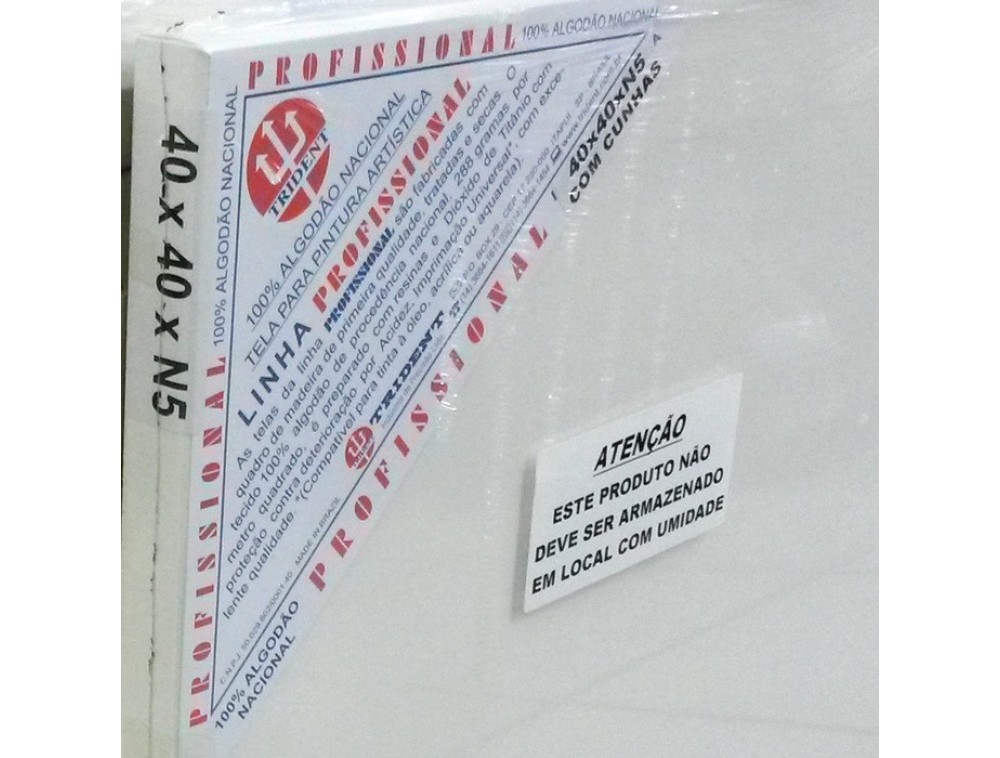 PROFISSIONAL 100% ALGODÃO NACIONAL
PROFISSIONAL 100% ALGODÃO NACIONAL
40 x 40 x N5
TRIDENT
100% ALGODÃO NACIONAL
TELA PARA PINTURA ARTÍSTICA
LINHA PROFISSIONAL
As telas da linha PROFISSIONAL são fabricadas com
quadro de madeira de primeira qualidade, tratadas e secas. O
tecido 100% algodão de procedência nacional, 288 gramas por
metro quadrado, é preparado com resinas e Dióxido de Titânio com
proteção contra deterioração por Acidez. Imprimação Universal*, com exce-
lente qualidade. *(Compatível para tinta à óleo, acrílica ou aquarela).
TRIDENT
MADE IN BRAZIL
PROFISSIONAL
100% ALGODÃO
NACIONAL
40x40xN5
COM CUNHAS
ATENÇÃO
ESTE PRODUTO NÃO
DEVE SER ARMAZENADO
EM LOCAL COM UMIDADE